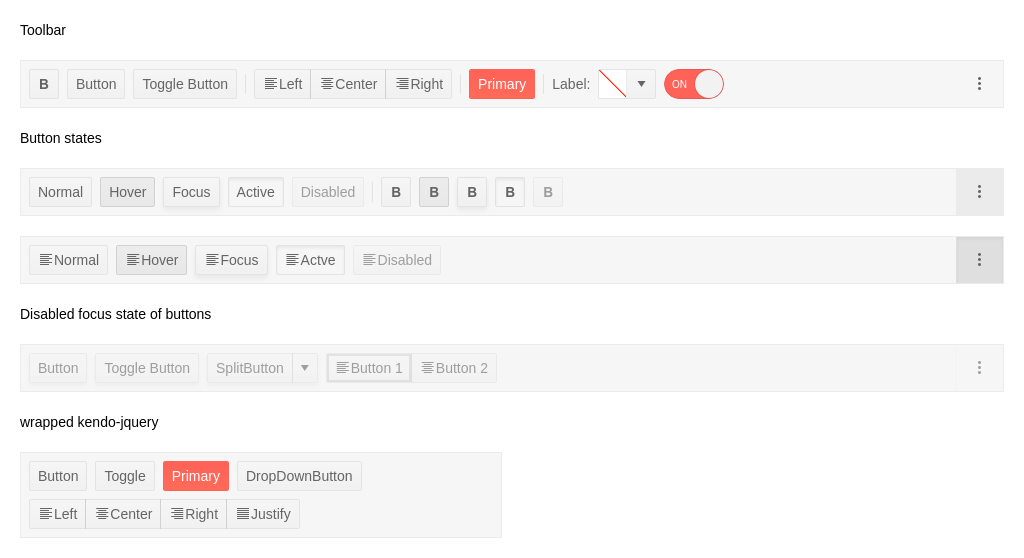 Toolbar
B Button Toggle Button Left Center Right Primary Label: ON
Button states
Normal Hover Focus Active Disabled B B B B B
Normal Hover Focus Actve Disabled
Disabled focus state of buttons
Button Toggle Button SplitButton Button 1 Button 2
wrapped kendo-jquery
Button Toggle Primary DropDownButton
Left Center Right Justify